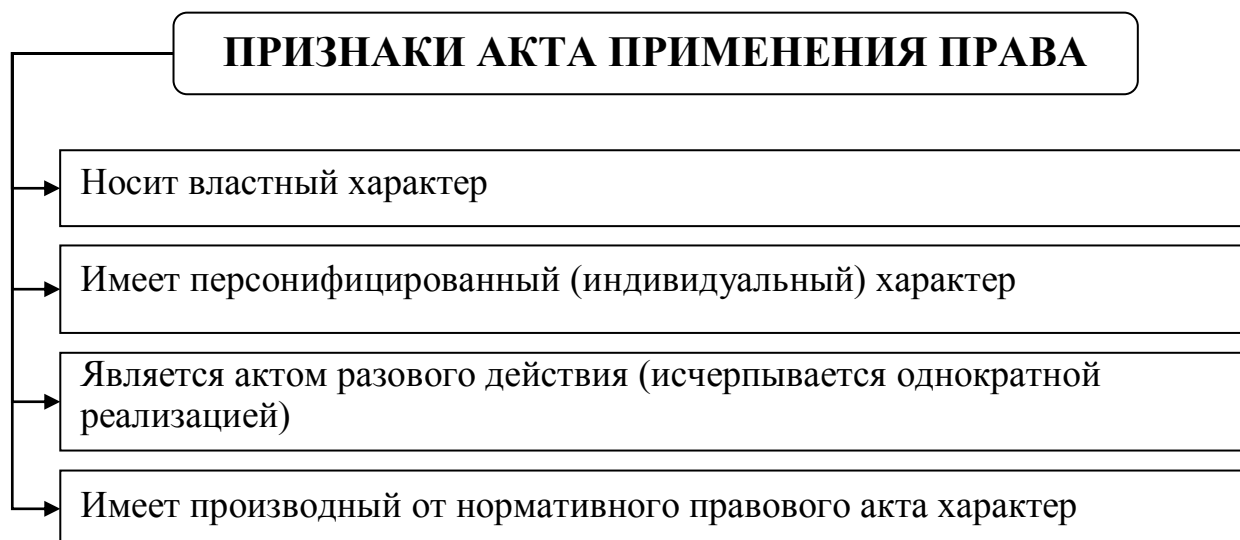 ПРИЗНАКИ АКТА ПРИМЕНЕНИЯ ПРАВА
Носит властный характер
Имеет персонифицированный (индивидуальный) характер
Является актом разового действия (исчерпывается однократной
реализацией)
Имеет производный от нормативного правового акта характер